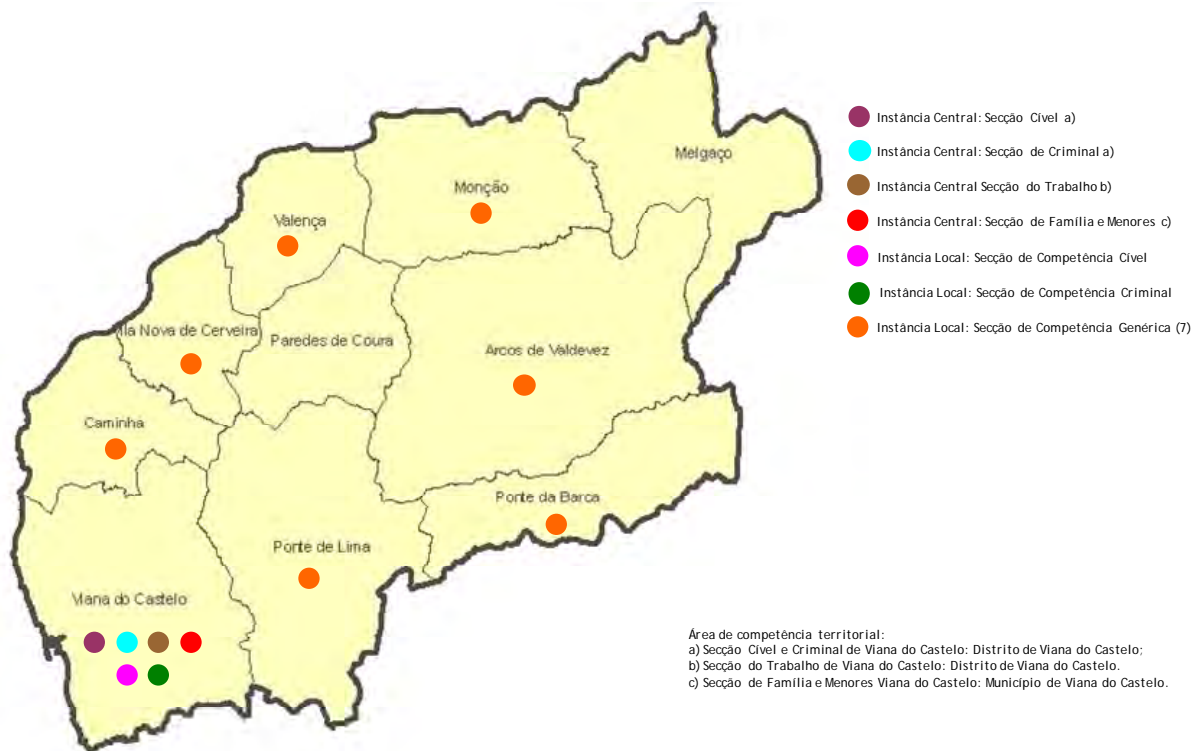 Melgaço
Monção
Valença
Vila Nova de Cerveira
Paredes de Coura
Arcos de Valdevez
Caminha
Ponte da Barca
Ponte de Lima
Viana do Castelo
Instância Central: Secção Cível a)
Instância Central: Secção de Criminal a)
Instância Central Secção do Trabalho b)
Instância Central: Secção de Família e Menores c)
Instância Local: Secção de Competência Cível
Instância Local: Secção de Competência Criminal
Instância Local: Secção de Competência Genérica (7)
Área de competência territorial:
a) Secção Cível e Criminal de Viana do Castelo: Distrito de Viana do Castelo;
b) Secção do Trabalho de Viana do Castelo: Distrito de Viana do Castelo.
c) Secção de Família e Menores Viana do Castelo: Município de Viana do Castelo.